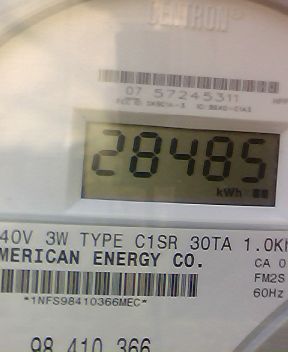 CENTRON®
07 57245311
28485
kWh
40V 3W TYPE C1SR 30TA 1.0K
MERICAN ENERGY CO.
CA 0
FM2S
60Hz
*1NFS98410366MEC*
98 410 366